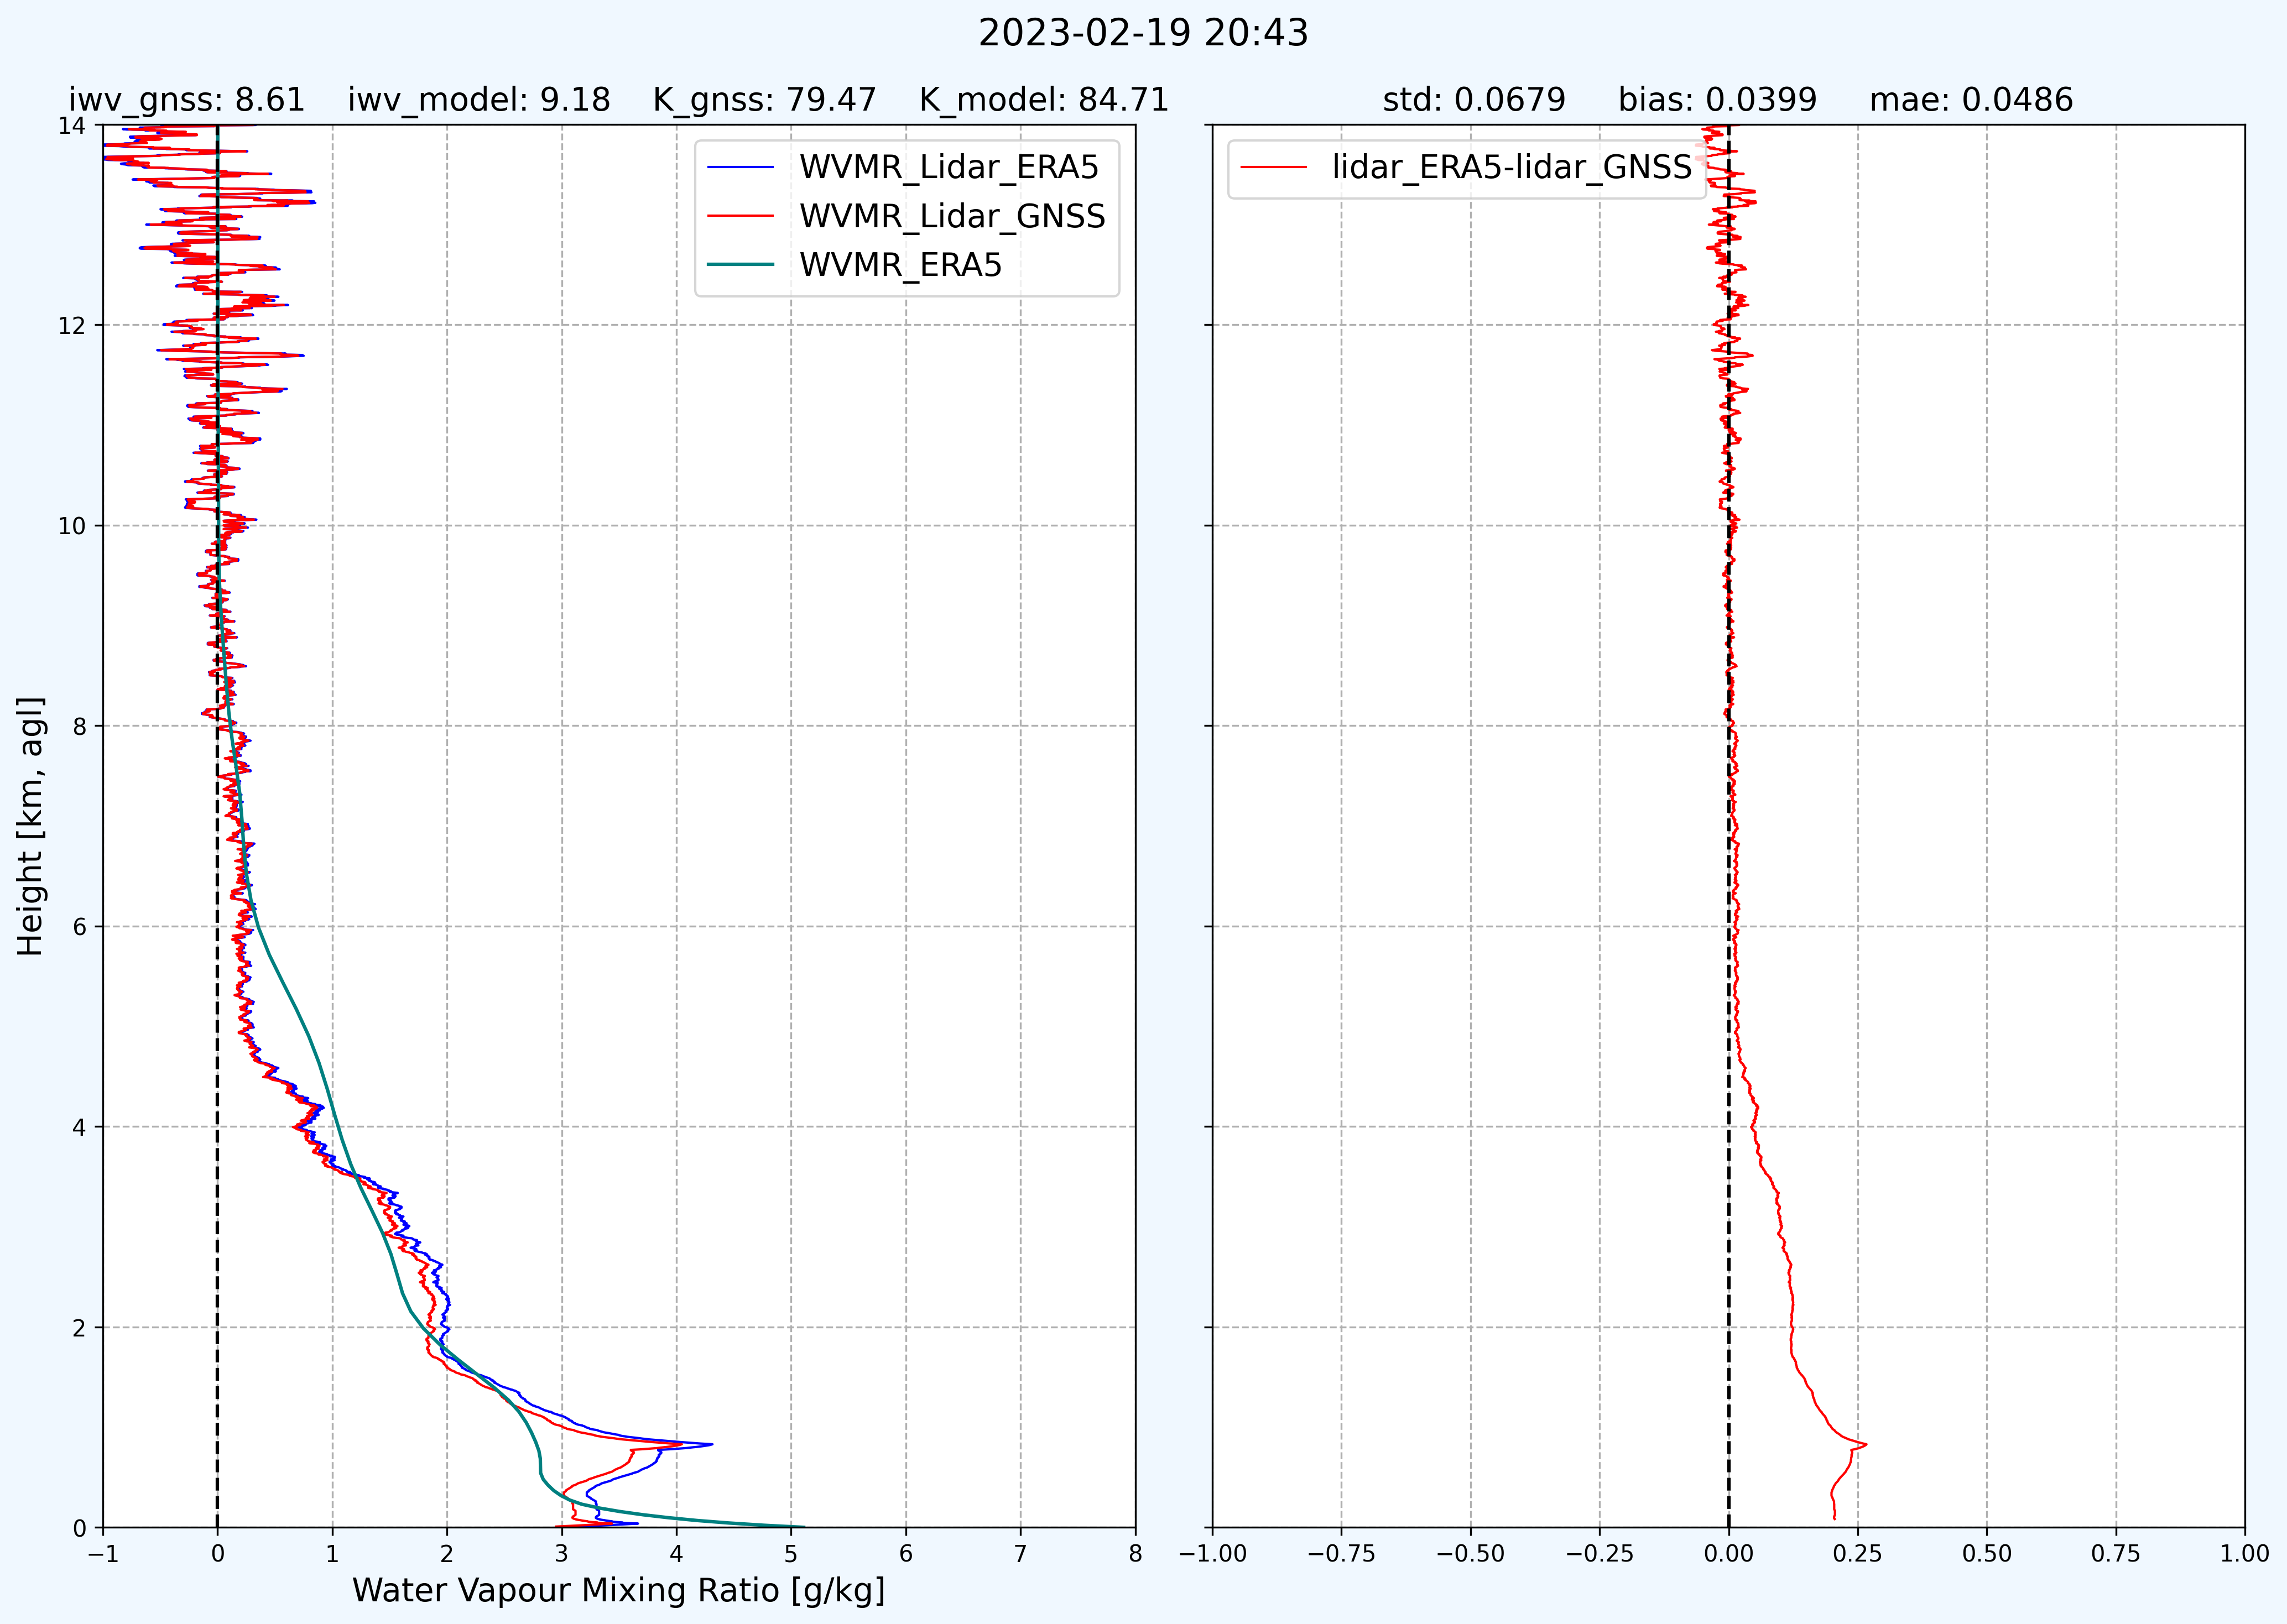 2023-02-19 20:43
iwv_gnss: 8.61 iwv_model: 9.18 K_gnss: 79.47 K_model: 84.71
std: 0.0679 bias: 0.0399 mae: 0.0486
WVMR_Lidar_ERA5
WVMR_Lidar_GNSS
WVMR_ERA5
lidar_ERA5-lidar_GNSS
Height [km, agl]
14
12
10
8
6
4
2
0
−1 0 1 2 3 4 5 6 7 8
Water Vapour Mixing Ratio [g/kg]
−1.00 −0.75 −0.50 −0.25 0.00 0.25 0.50 0.75 1.00